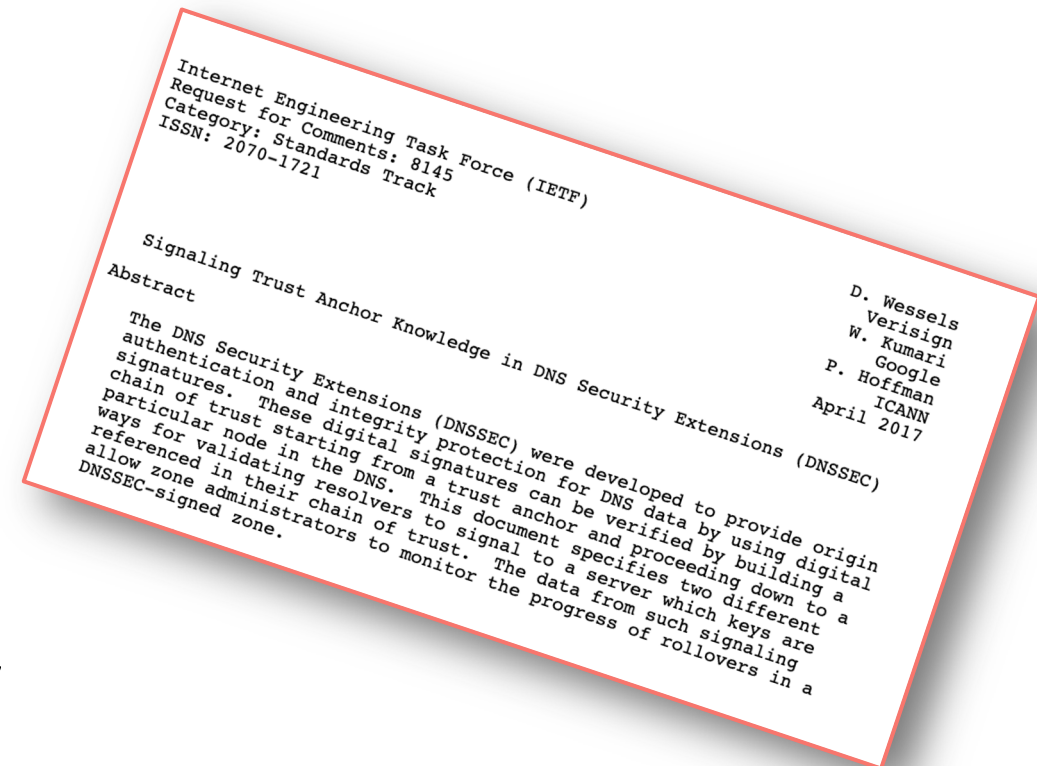 Internet Engineering Task Force (IETF)
Request for Comments: 8145
Category: Standards Track
ISSN: 2070-1721
D. Wessels
Verisign
W. Kumari
Google
P. Hoffman
ICANN
April 2017
Signaling Trust Anchor Knowledge in DNS Security Extensions (DNSSEC)
Abstract
The DNS Security Extensions (DNSSEC) were developed to provide origin
authentication and integrity protection for DNS data by using digital
signatures. These digital signatures can be verified by building a
chain of trust starting from a trust anchor and proceeding down to a
particular node in the DNS. This document specifies two different
ways for validating resolvers to signal to a server which keys are
referenced in their chain of trust. The data from such signaling
allow zone administrators to monitor the progress of rollovers in a
DNSSEC-signed zone.